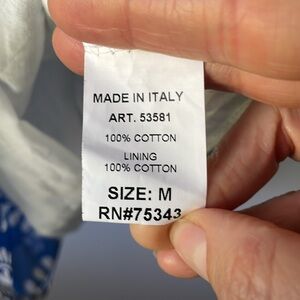 MADE IN ITALY
ART. 53581
100% COTTON
LINING
100% COTTON
SIZE: M
RN#75343